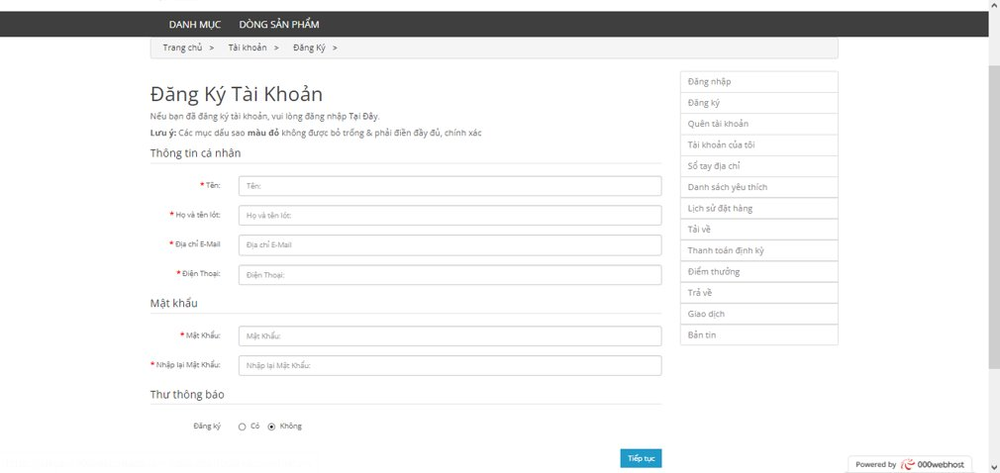 DANH MỤC DÒNG SẢN PHẨM
Trang chủ > Tài khoản > Đăng Ký >
Đăng Ký Tài Khoản
Nếu bạn đã đăng ký tài khoản, vui lòng đăng nhập Tại Đây.
Lưu ý: Các mục dấu sao màu đỏ không được bỏ trống & phải điền đầy đủ, chính xác
Thông tin cá nhân
* Tên: Tên:
* Họ và tên lót: Họ và tên lót:
* Địa chỉ E-Mail Địa chỉ E-Mail
* Điện Thoại: Điện Thoại:
Mật khẩu
* Mật Khẩu: Mật Khẩu:
* Nhập lại Mật Khẩu: Nhập lại Mật Khẩu:
Thư thông báo
Đăng ký Có Không
Tiếp tục
Đăng nhập
Đăng ký
Quên tài khoản
Tài khoản của tôi
Sổ tay địa chỉ
Danh sách yêu thích
Lịch sử đặt hàng
Tải về
Thanh toán định kỳ
Điểm thưởng
Trả về
Giao dịch
Bản tin
Powered by 000webhost